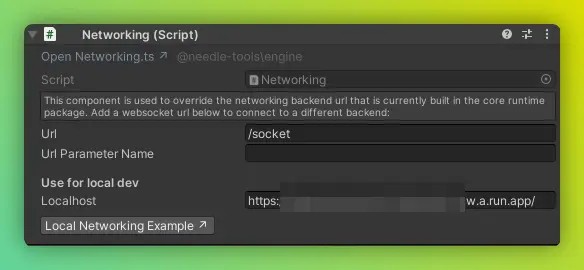 Networking (Script)
Open Networking.ts ↗ @needle-tools\engine
Script Networking
This component is used to override the networking backend url that is currently built in the core runtime
package. Add a websocket url below to connect to a different backend:
Url /socket
Url Parameter Name
Use for local dev
Localhost https: w.a.run.app/
Local Networking Example ↗